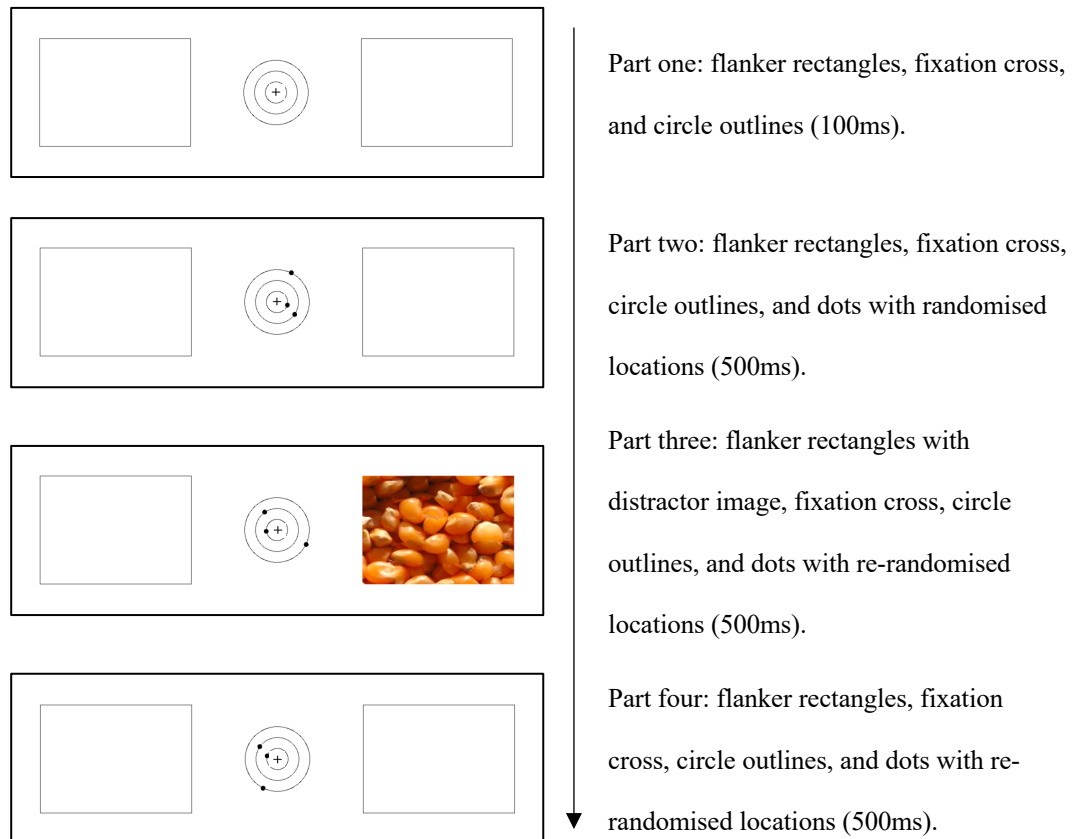 Part one: flanker rectangles, fixation cross,
and circle outlines (100ms).
Part two: flanker rectangles, fixation cross,
circle outlines, and dots with randomised
locations (500ms).
Part three: flanker rectangles with
distractor image, fixation cross, circle
outlines, and dots with re-randomised
locations (500ms).
Part four: flanker rectangles, fixation
cross, circle outlines, and dots with re-
randomised locations (500ms).